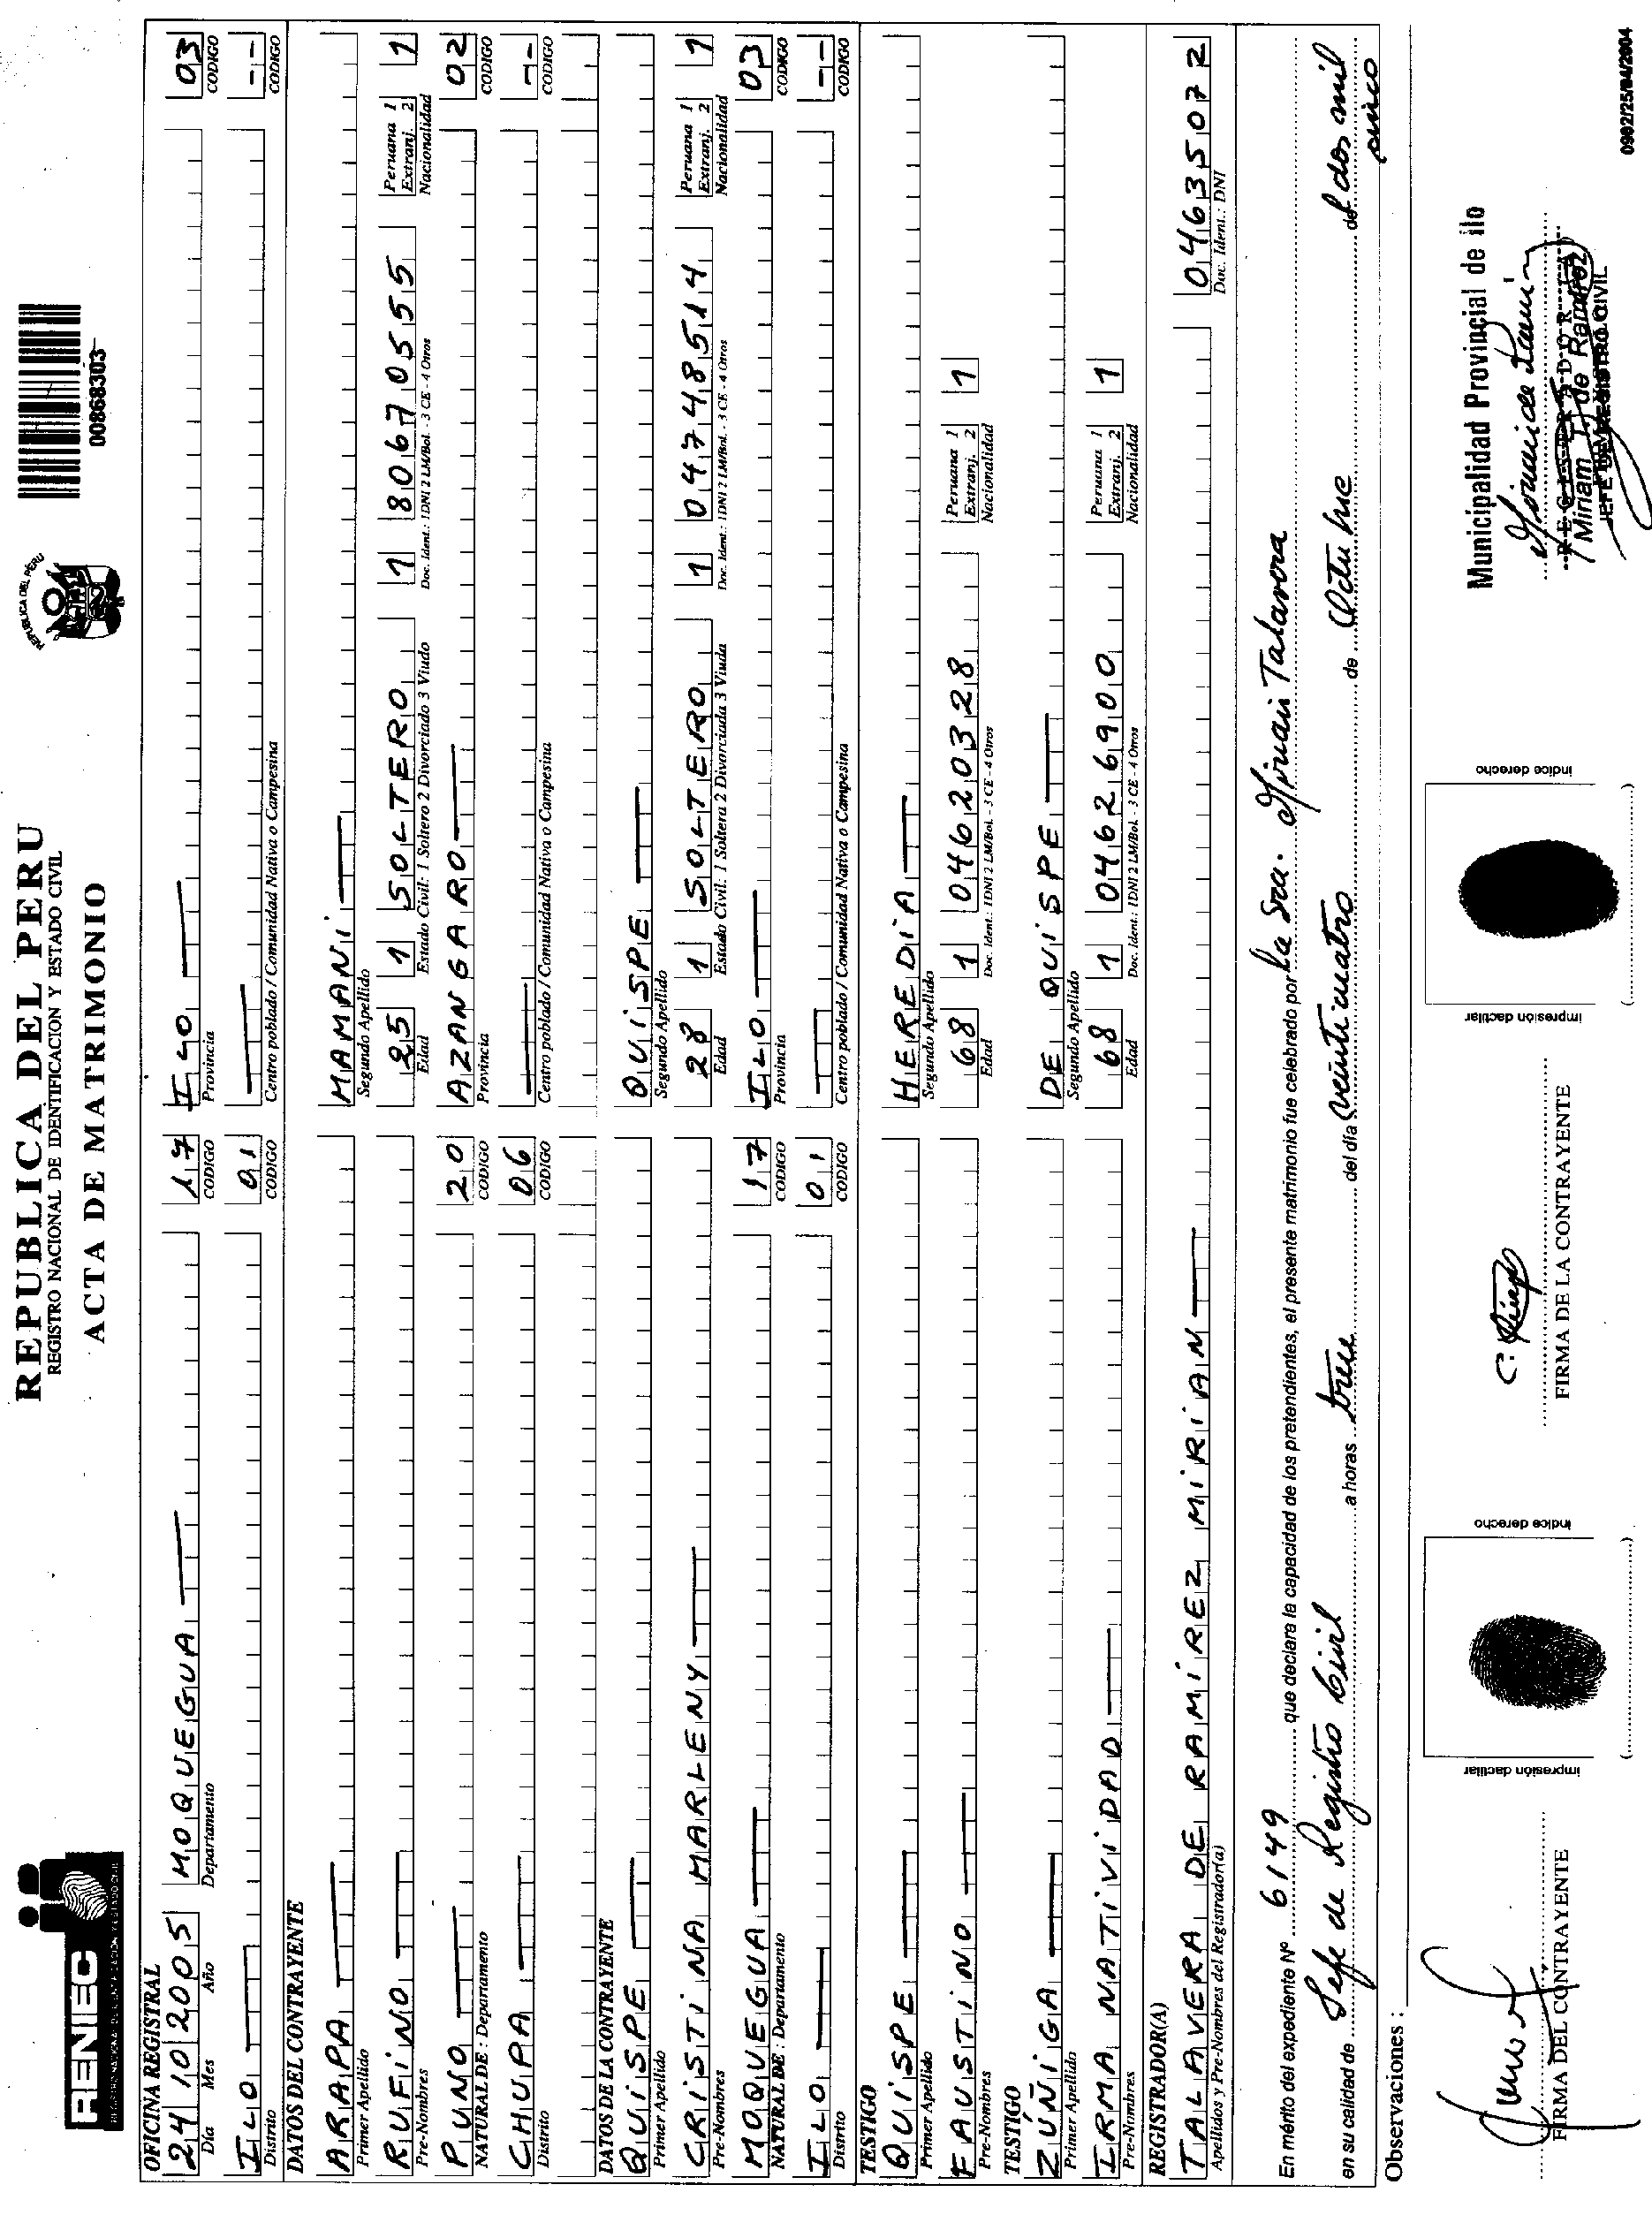 RENIEC
REPUBLICA DEL PERU
REGISTRO NACIONAL DE IDENTIFICACION Y ESTADO CIVIL
ACTA DE MATRIMONIO
REPUBLICA DEL PERU
00868303
OFICINA REGISTRAL
24 10 2005 MOQUEGUA 17 ILO 03
Día Mes Año Departamento CODIGO Provincia CODIGO
ILO 01 --
Distrito CODIGO Centro poblado / Comunidad Nativa o Campesina CODIGO
DATOS DEL CONTRAYENTE
ARAPA MAMANI
Primer Apellido Segundo Apellido
RUFINO 25 1 SOLTERO 1 80670555 Peruana 1 Extranj. 2 1
Pre-Nombres Edad Estado Civil: 1 Soltero 2 Divorciado 3 Viudo Doc. Ident.: 1DNI 2 LM/Bol. - 3 CE - 4 Otros Nacionalidad
PUNO 20 AZANGARO 02
NATURAL DE : Departamento CODIGO Provincia CODIGO
CHUPA 06 --
Distrito CODIGO Centro poblado / Comunidad Nativa o Campesina CODIGO
DATOS DE LA CONTRAYENTE
QUISPE QUISPE
Primer Apellido Segundo Apellido
CRISTINA MARLENY 28 1 SOLTERO 1 04748514 Peruana 1 Extranj. 2 1
Pre-Nombres Edad Estado Civil: 1 Soltera 2 Divorciada 3 Viuda Doc. Ident.: 1DNI 2 LM/Bol. - 3 CE - 4 Otros Nacionalidad
MOQUEGUA 17 ILO 03
NATURAL DE : Departamento CODIGO Provincia CODIGO
ILO 01 --
Distrito CODIGO Centro poblado / Comunidad Nativa o Campesina CODIGO
TESTIGO
QUISPE HEREDIA
Primer Apellido Segundo Apellido
FAUSTINO 68 1 04620328 Peruana 1 Extranj. 2 1
Pre-Nombres Edad Doc. Ident.: 1DNI 2 LM/Bol. - 3 CE - 4 Otros Nacionalidad
TESTIGO
ZÚÑIGA DE QUISPE
Primer Apellido Segundo Apellido
IRMA NATIVIDAD 68 1 04626900 Peruana 1 Extranj. 2 1
Pre-Nombres Edad Doc. Ident.: 1DNI 2 LM/Bol. - 3 CE - 4 Otros Nacionalidad
REGISTRADOR(A)
TALAVERA DE RAMIREZ MIRIAM 04635072
Apellidos y Pre-Nombres del Registrador(a) Doc. Ident.: DNI
En mérito del expediente Nº 6149 que declara la capacidad de los pretendientes, el presente matrimonio fue celebrado por la Sra. Miriam Talavera
en su calidad de Jefe de Registro Civil a horas trece del día veinticuatro de Octubre del dos mil cinco
Observaciones :
FIRMA DEL CONTRAYENTE
impresión dactilar
indice derecho
FIRMA DE LA CONTRAYENTE
impresión dactilar
indice derecho
Municipalidad Provincial de Ilo
REGISTRADOR(A)
Miriam T. de Ramírez
JEFE DE REGISTRO CIVIL
0902/25/04/2004